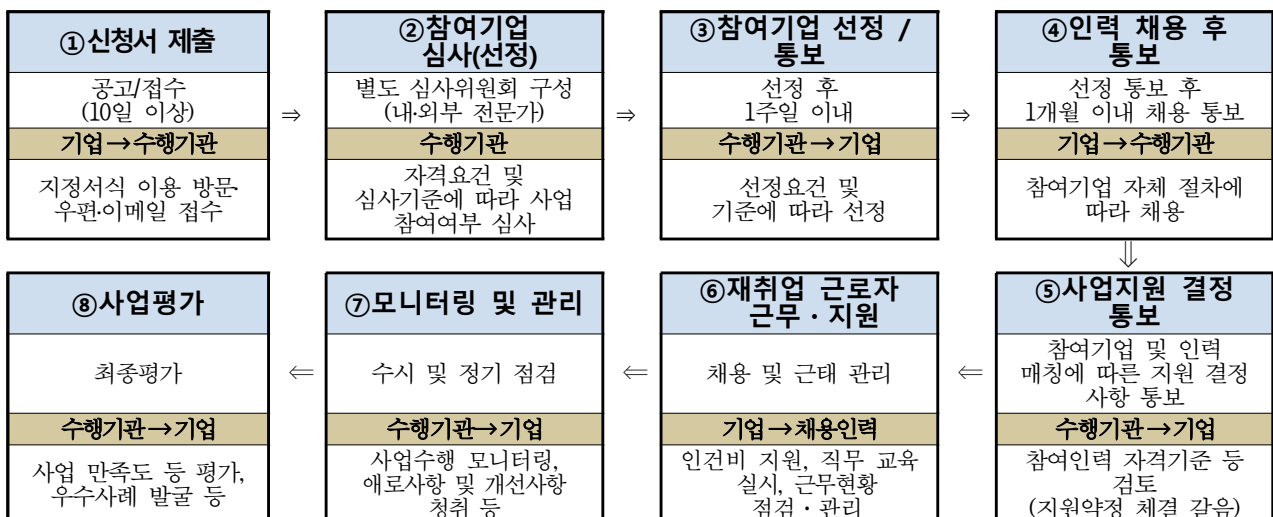 ①신청서 제출
공고/접수
(10일 이상)
기업→수행기관
지정서식 이용 방문·
우편·이메일 접수
⇒
②참여기업
심사(선정)
별도 심사위원회 구성
(내·외부 전문가)
수행기관
자격요건 및
심사기준에 따라 사업
참여여부 심사
⇒
③참여기업 선정 /
통보
선정 후
1주일 이내
수행기관→기업
선정요건 및
기준에 따라 선정
⇒
④인력 채용 후
통보
선정 통보 후
1개월 이내 채용 통보
기업→수행기관
참여기업 자체 절차에
따라 채용
⇓
⑤사업지원 결정
통보
참여기업 및 인력
매칭에 따른 지원 결정
사항 통보
수행기관→기업
참여인력 자격기준 등
검토
(지원약정 체결 갈음)
⇐
⑥재취업 근로자
근무·지원
채용 및 근태 관리
기업→채용인력
인건비 지원, 직무 교육
실시, 근무현황
점검·관리
⇐
⑦모니터링 및 관리
수시 및 정기 점검
수행기관→기업
사업수행 모니터링,
애로사항 및 개선사항
청취 등
⇐
⑧사업평가
최종평가
수행기관→기업
사업 만족도 등 평가,
우수사례 발굴 등